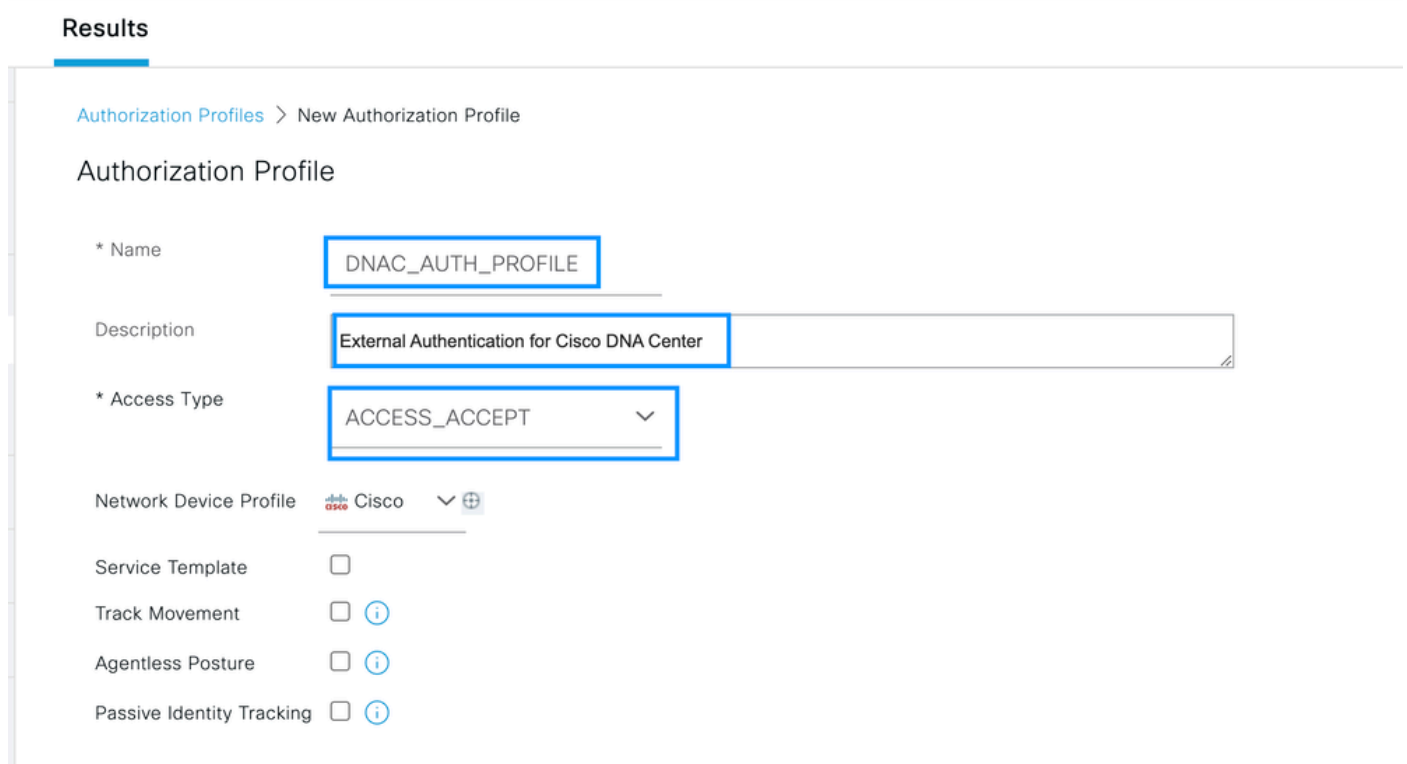 Results
Authorization Profiles > New Authorization Profile
Authorization Profile
* Name
DNAC_AUTH_PROFILE
Description
External Authentication for Cisco DNA Center
* Access Type
ACCESS_ACCEPT
Network Device Profile cisco Cisco
Service Template
Track Movement i
Agentless Posture i
Passive Identity Tracking i